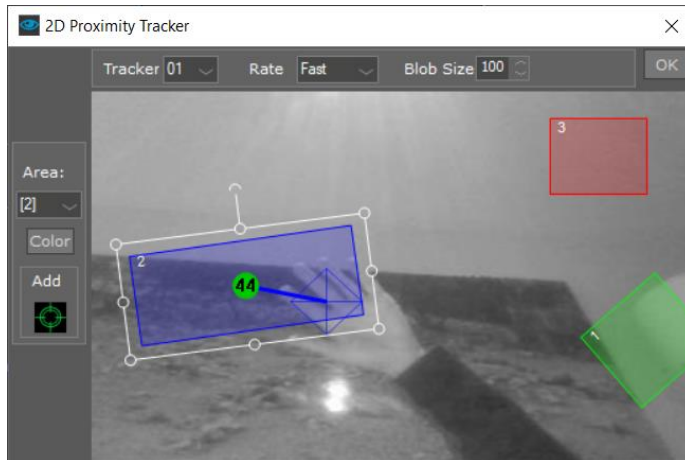 2D Proximity Tracker
Tracker 01 Rate Fast Blob Size 100 OK
Area:
[2]
Color
Add
3
2
44
1